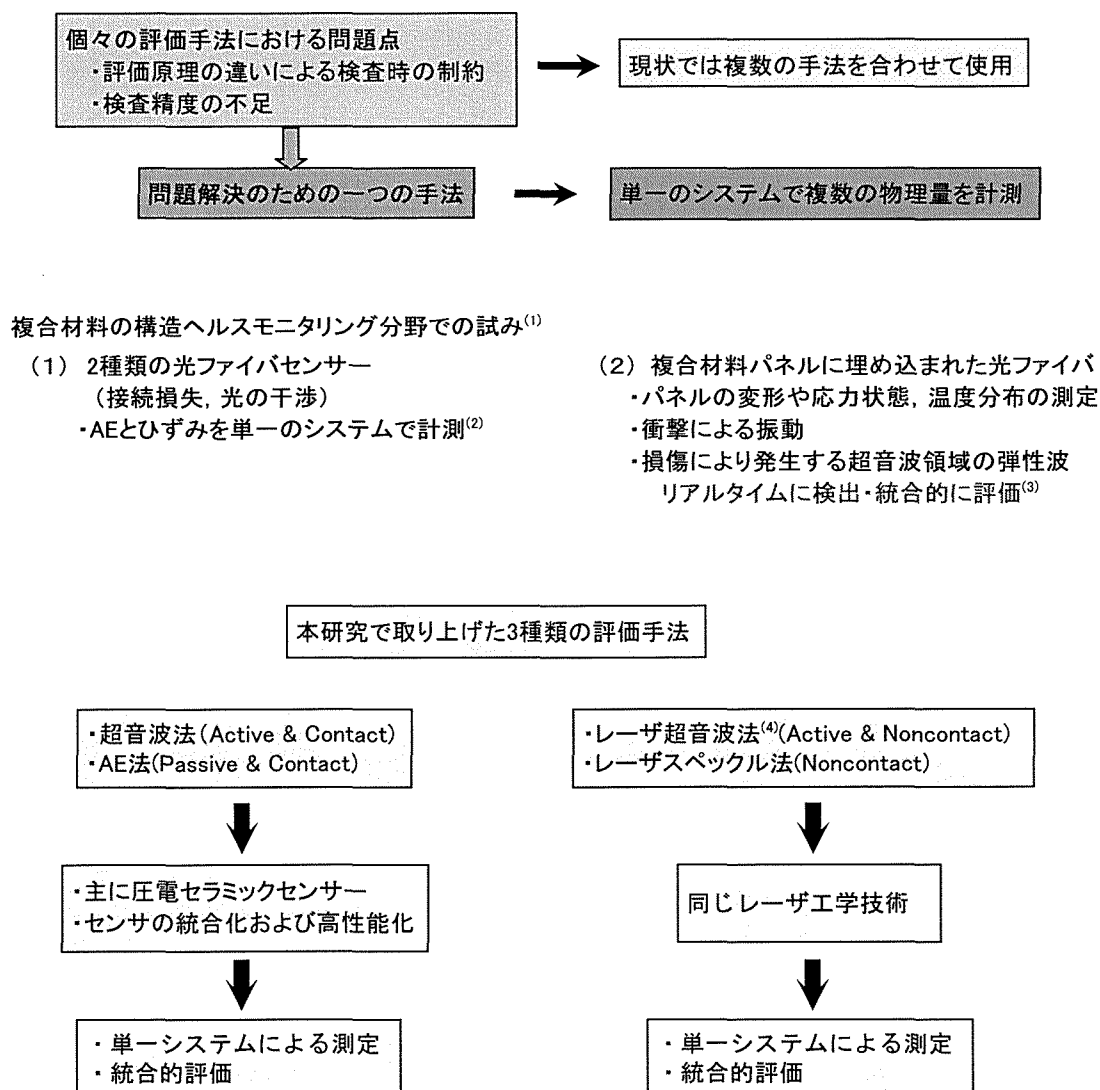 個々の評価手法における問題点
・評価原理の違いによる検査時の制約
・検査精度の不足
現状では複数の手法を合わせて使用
問題解決のための一つの手法
単一のシステムで複数の物理量を計測
複合材料の構造ヘルスモニタリング分野での試み(1)
(1) 2種類の光ファイバセンサー
(接続損失, 光の干渉)
・AEとひずみを単一のシステムで計測(2)
(2) 複合材料パネルに埋め込まれた光ファイバ
・パネルの変形や応力状態, 温度分布の測定
・衝撃による振動
・損傷により発生する超音波領域の弾性波
リアルタイムに検出・統合的に評価(3)
本研究で取り上げた3種類の評価手法
・超音波法(Active & Contact)
・AE法(Passive & Contact)
・主に圧電セラミックセンサー
・センサの統合化および高性能化
・単一システムによる測定
・統合的評価
・レーザ超音波法(4)(Active & Noncontact)
・レーザスペックル法(Noncontact)
同じレーザ工学技術
・単一システムによる測定
・統合的評価